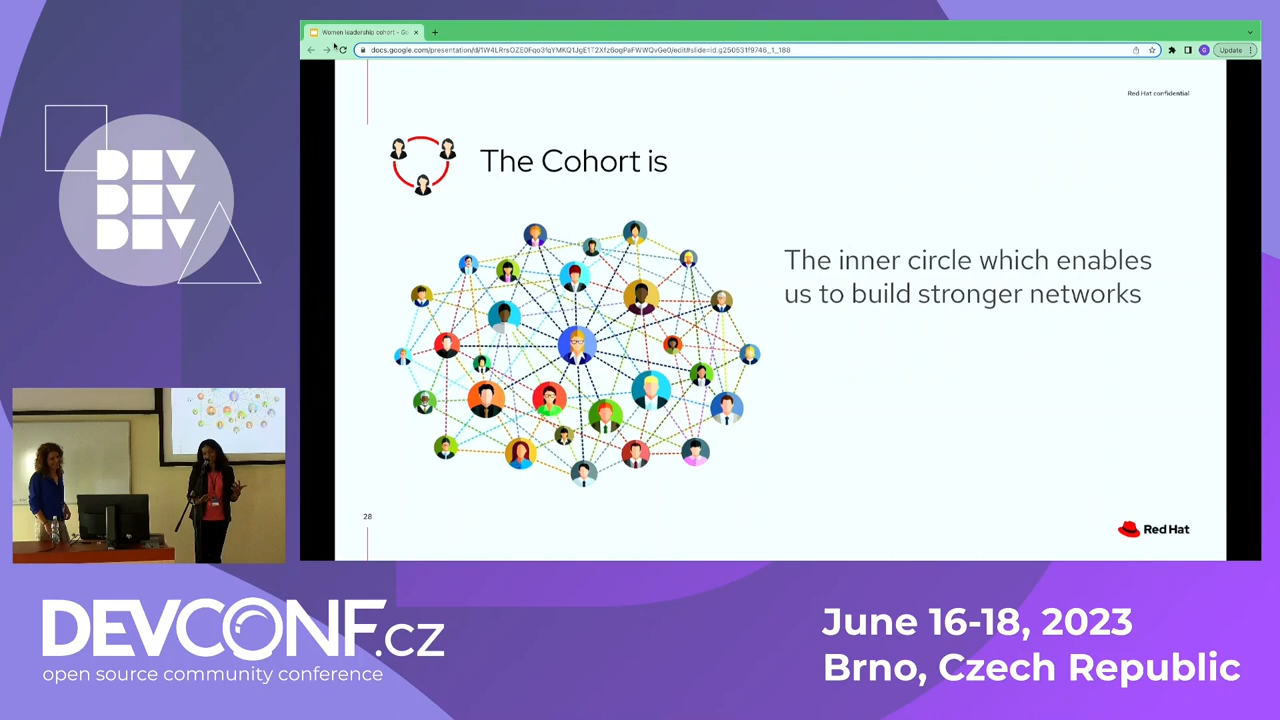 Women leadership cohort - Go
docs.google.com/presentation/d/1W4LRrsOZE0Fqo3fqYMKQ1JgE1T2Xfz6ogPaFWWQvGe0/edit#slide=id.g250531f9746_1_188
Update
Red Hat confidential
DEV
DEV
DEV
The Cohort is
The inner circle which enables
us to build stronger networks
28
Red Hat
DEVCONF.cz
open source community conference
June 16-18, 2023
Brno, Czech Republic